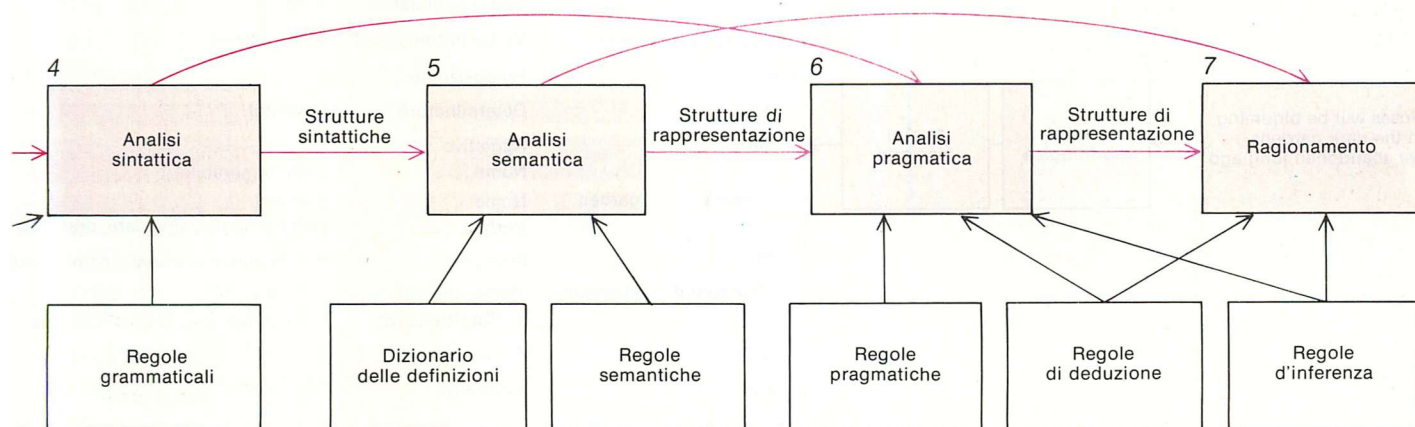 4
5
6
7
Analisi
sintattica
Strutture
sintattiche
Analisi
semantica
Strutture di
rappresentazione
Analisi
pragmatica
Strutture di
rappresentazione
Ragionamento
Regole
grammaticali
Dizionario
delle definizioni
Regole
semantiche
Regole
pragmatiche
Regole
di deduzione
Regole
d'inferenza